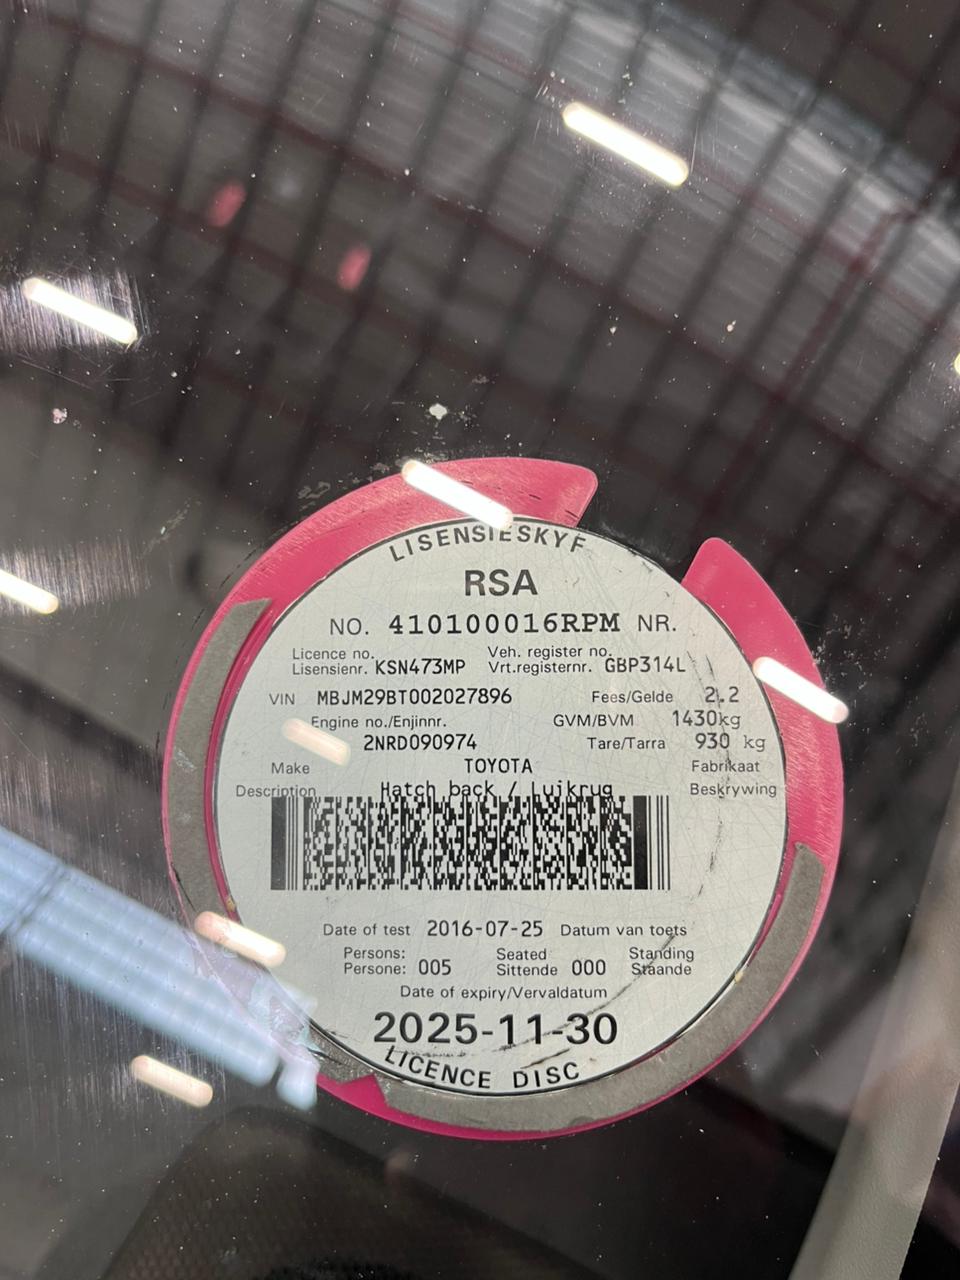 LISENSIESKYF
RSA
NO. 410100016RPM NR.
Licence no. Veh. register no.
Lisensienr. KSN473MP Vrt.registernr. GBP314L
VIN MBJM29BT002027896 Fees/Gelde 2.2
Engine no./Enjinnr. GVM/BVM 1430kg
2NRD090974 Tare/Tarra 930 kg
Make TOYOTA Fabrikaat
Description Hatch back / Luikrug Beskrywing
Date of test 2016-07-25 Datum van toets
Persons: Seated Standing
Persone: 005 Sittende 000 Staande
Date of expiry/Vervaldatum
2025-11-30
LICENCE DISC